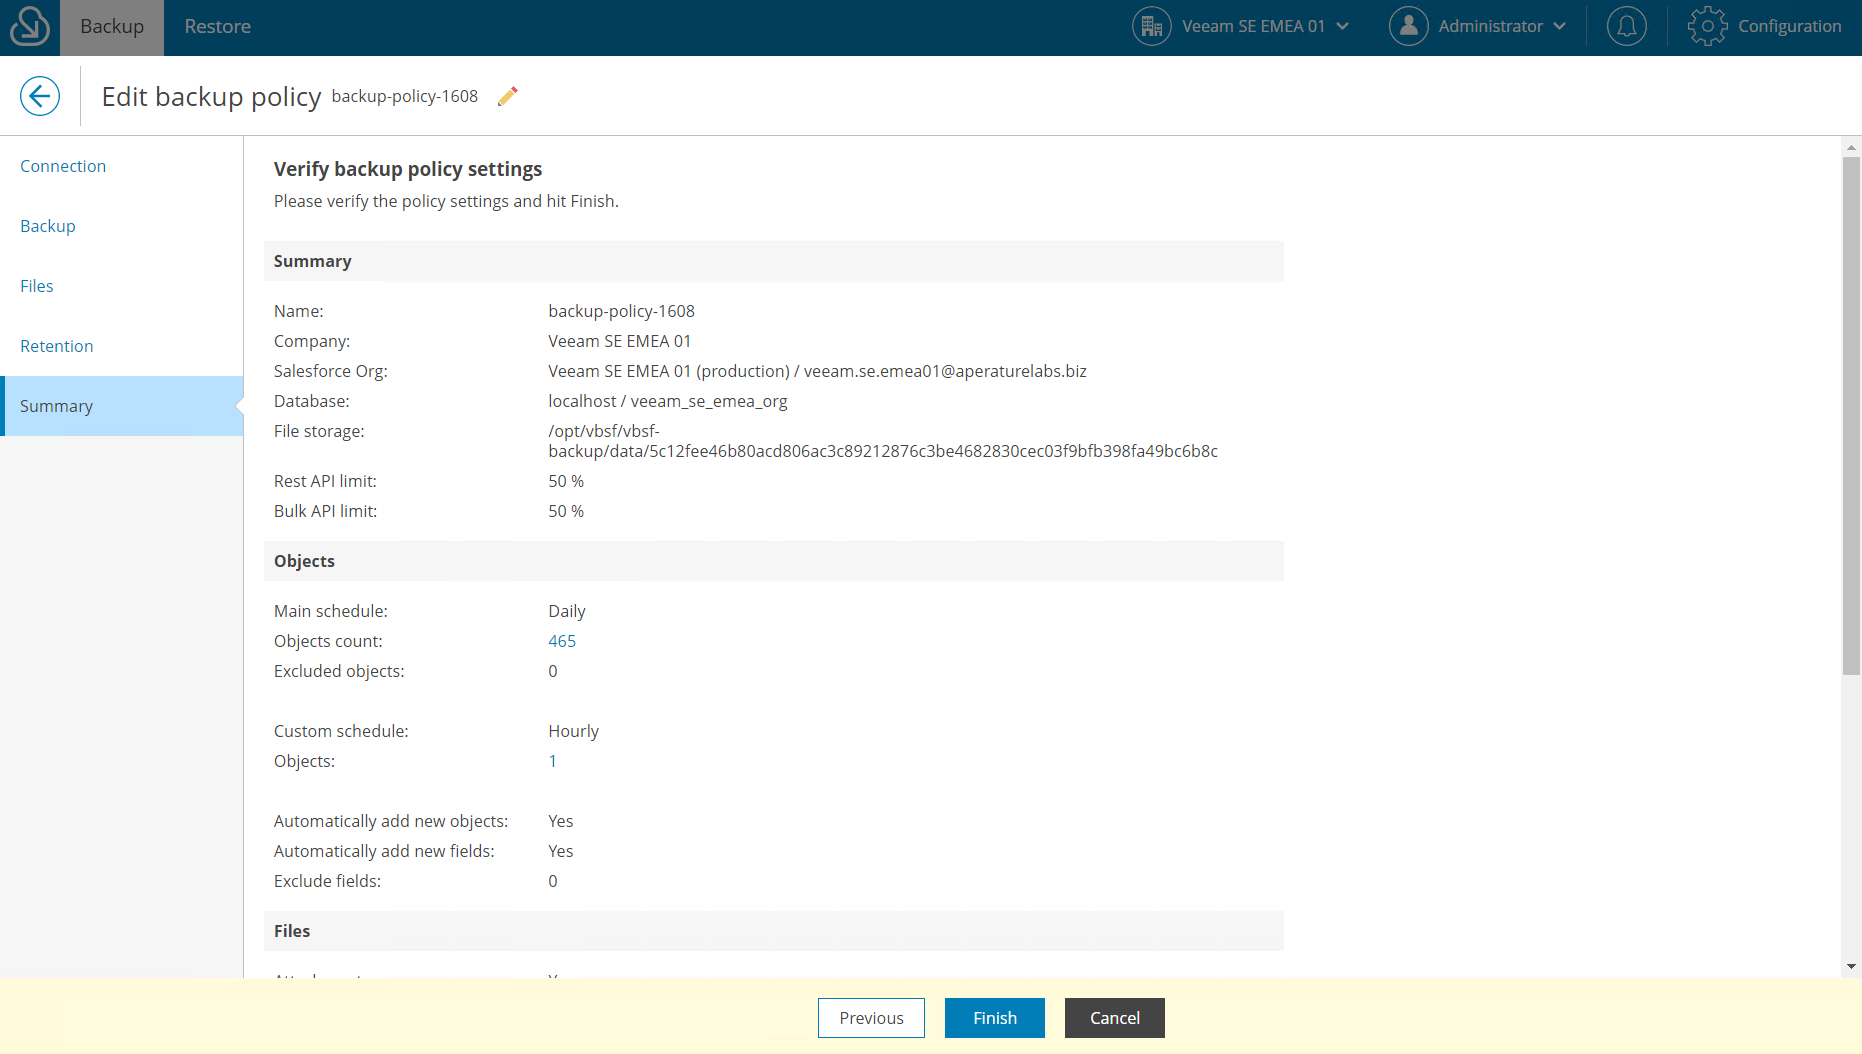 Backup Restore Veeam SE EMEA 01 Administrator Configuration
Edit backup policy backup-policy-1608
Connection
Backup
Files
Retention
Summary
Verify backup policy settings
Please verify the policy settings and hit Finish.
Summary
Name: backup-policy-1608
Company: Veeam SE EMEA 01
Salesforce Org: Veeam SE EMEA 01 (production) / veeam.se.emea01@aperaturelabs.biz
Database: localhost / veeam_se_emea_org
File storage: /opt/vbsf/vbsf-
backup/data/5c12fee46b80acd806ac3c89212876c3be4682830cec03f9bfb398fa49bc6b8c
Rest API limit: 50 %
Bulk API limit: 50 %
Objects
Main schedule: Daily
Objects count: 465
Excluded objects: 0
Custom schedule: Hourly
Objects: 1
Automatically add new objects: Yes
Automatically add new fields: Yes
Exclude fields: 0
Files
Previous Finish Cancel